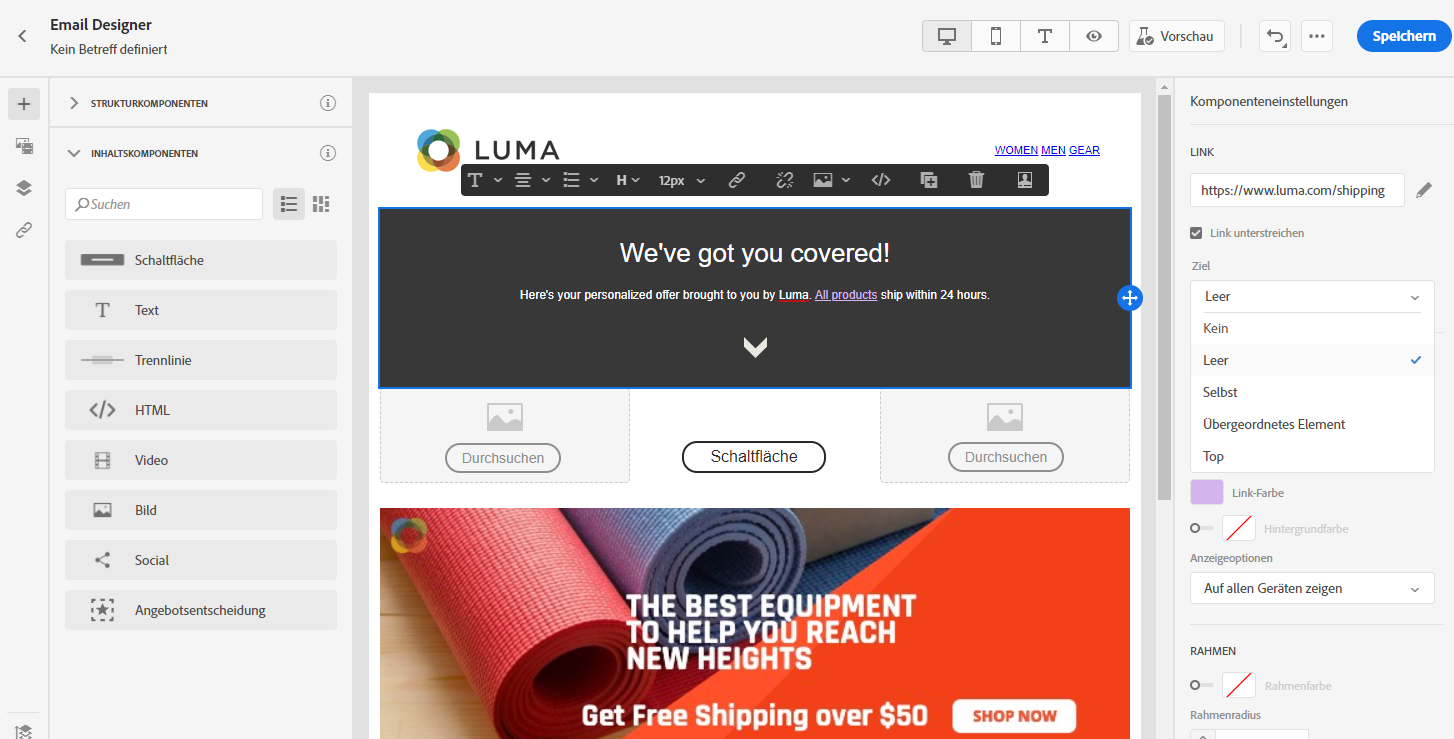 Email Designer
Kein Betreff definiert
Vorschau
Speichern
STRUKTURKOMPONENTEN
INHALTSKOMPONENTEN
Suchen
Schaltfläche
Text
Trennlinie
HTML
Video
Bild
Social
Angebotsentscheidung
LUMA
WOMEN MEN GEAR
H
12px
We've got you covered!
Here's your personalized offer brought to you by Luma. All products ship within 24 hours.
Durchsuchen
Schaltfläche
Durchsuchen
THE BEST EQUIPMENT
TO HELP YOU REACH
NEW HEIGHTS
Get Free Shipping over $50
SHOP NOW
Komponenteneinstellungen
LINK
https://www.luma.com/shipping
Link unterstreichen
Ziel
Leer
Kein
Leer
Selbst
Übergeordnetes Element
Top
Link-Farbe
Hintergrundfarbe
Anzeigeoptionen
Auf allen Geräten zeigen
RAHMEN
Rahmenfarbe
Rahmenradius